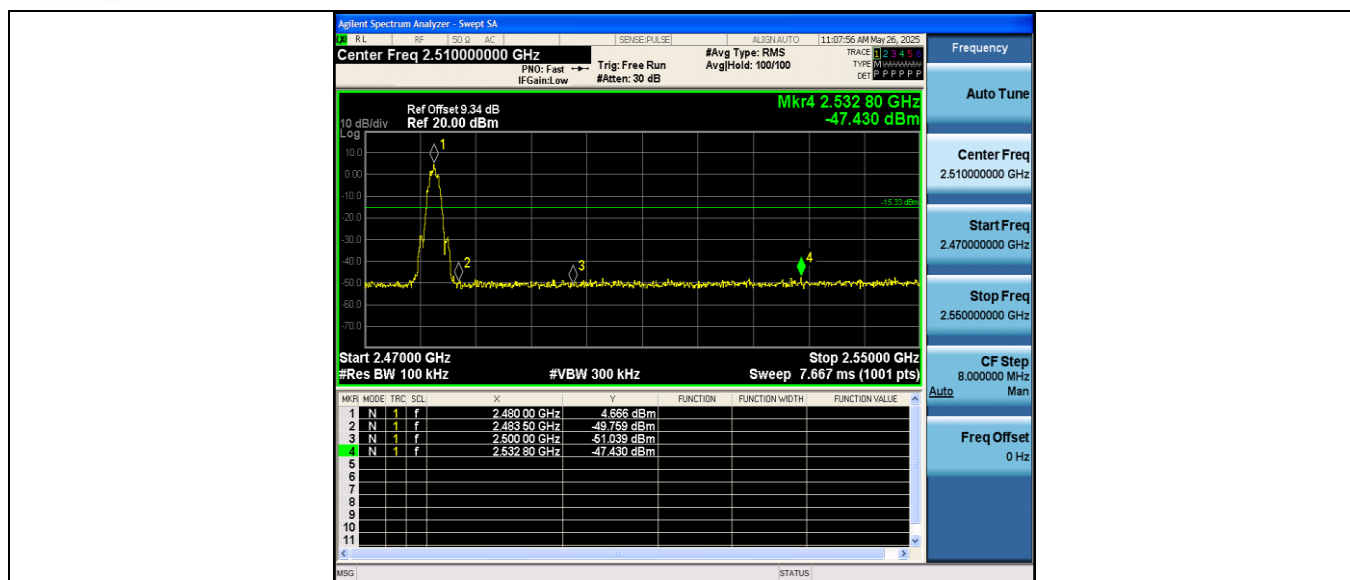 Agilent Spectrum Analyzer - Swept SA
RL RF 50 Ω AC SENSE:PULSE ALIGN AUTO 11:07:56 AM May 26, 2025
Center Freq 2.510000000 GHz
PNO: Fast
IFGain:Low
Trig: Free Run
#Atten: 30 dB
#Avg Type: RMS
Avg|Hold: 100/100
TRACE 1 2 3 4 5 6
TYPE M
DET P P P P P P
Mkr4 2.532 80 GHz
-47.430 dBm
Ref Offset 9.34 dB
Ref 20.00 dBm
10 dB/div
Log
10.0
0.00
-10.0
-20.0
-30.0
-40.0
-50.0
-60.0
-70.0
1
2
3
4
-15.33 dBm
Start 2.47000 GHz
Stop 2.55000 GHz
#Res BW 100 kHz
#VBW 300 kHz
Sweep 7.667 ms (1001 pts)
MKR MODE TRC SCL X Y FUNCTION FUNCTION WIDTH FUNCTION VALUE
1 N 1 f 2.480 00 GHz 4.666 dBm
2 N 1 f 2.483 50 GHz -49.759 dBm
3 N 1 f 2.500 00 GHz -51.039 dBm
4 N 1 f 2.532 80 GHz -47.430 dBm
5
6
7
8
9
10
11
MSG
STATUS
Frequency
Auto Tune
Center Freq
2.510000000 GHz
Start Freq
2.470000000 GHz
Stop Freq
2.550000000 GHz
CF Step
8.000000 MHz
Auto Man
Freq Offset
0 Hz